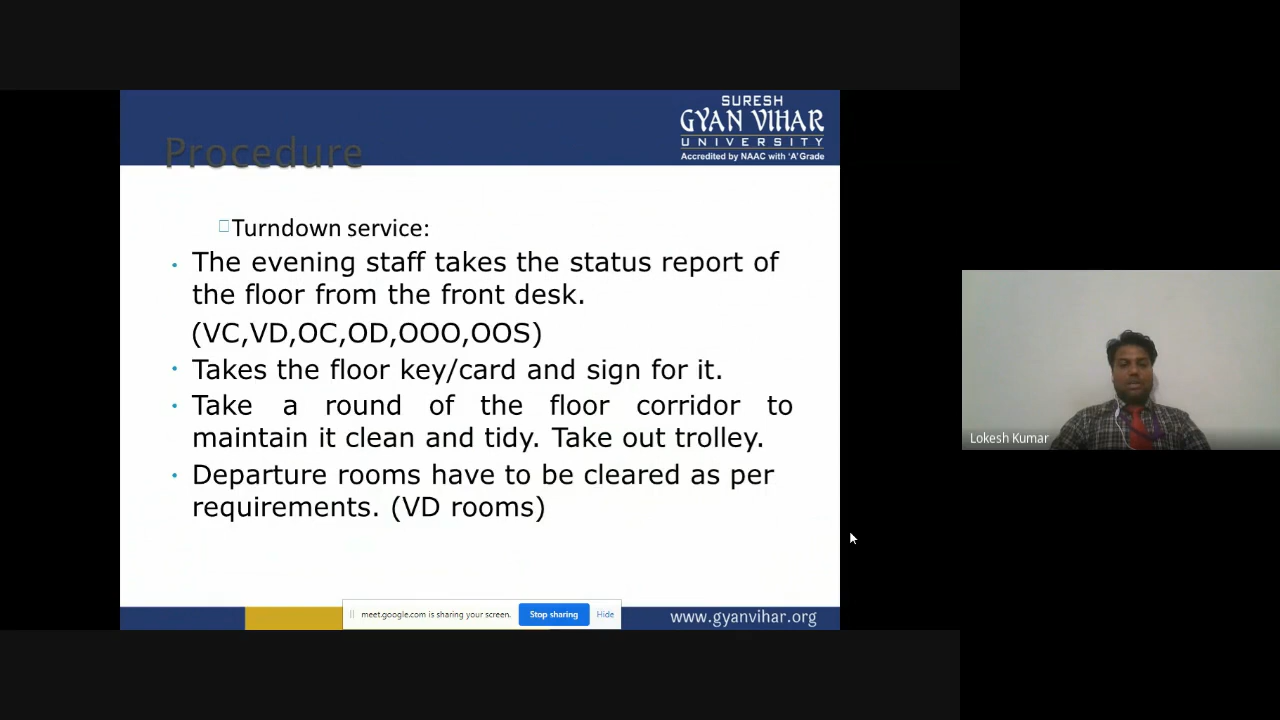 SURESH
GYAN VIHAR
UNIVERSITY
Accredited by NAAC with 'A' Grade
Procedure
Turndown service:
• The evening staff takes the status report of
the floor from the front desk.
(VC,VD,OC,OD,OOO,OOS)
• Takes the floor key/card and sign for it.
• Take a round of the floor corridor to
maintain it clean and tidy. Take out trolley.
• Departure rooms have to be cleared as per
requirements. (VD rooms)
meet.google.com is sharing your screen. Stop sharing Hide
www.gyanvihar.org
Lokesh Kumar